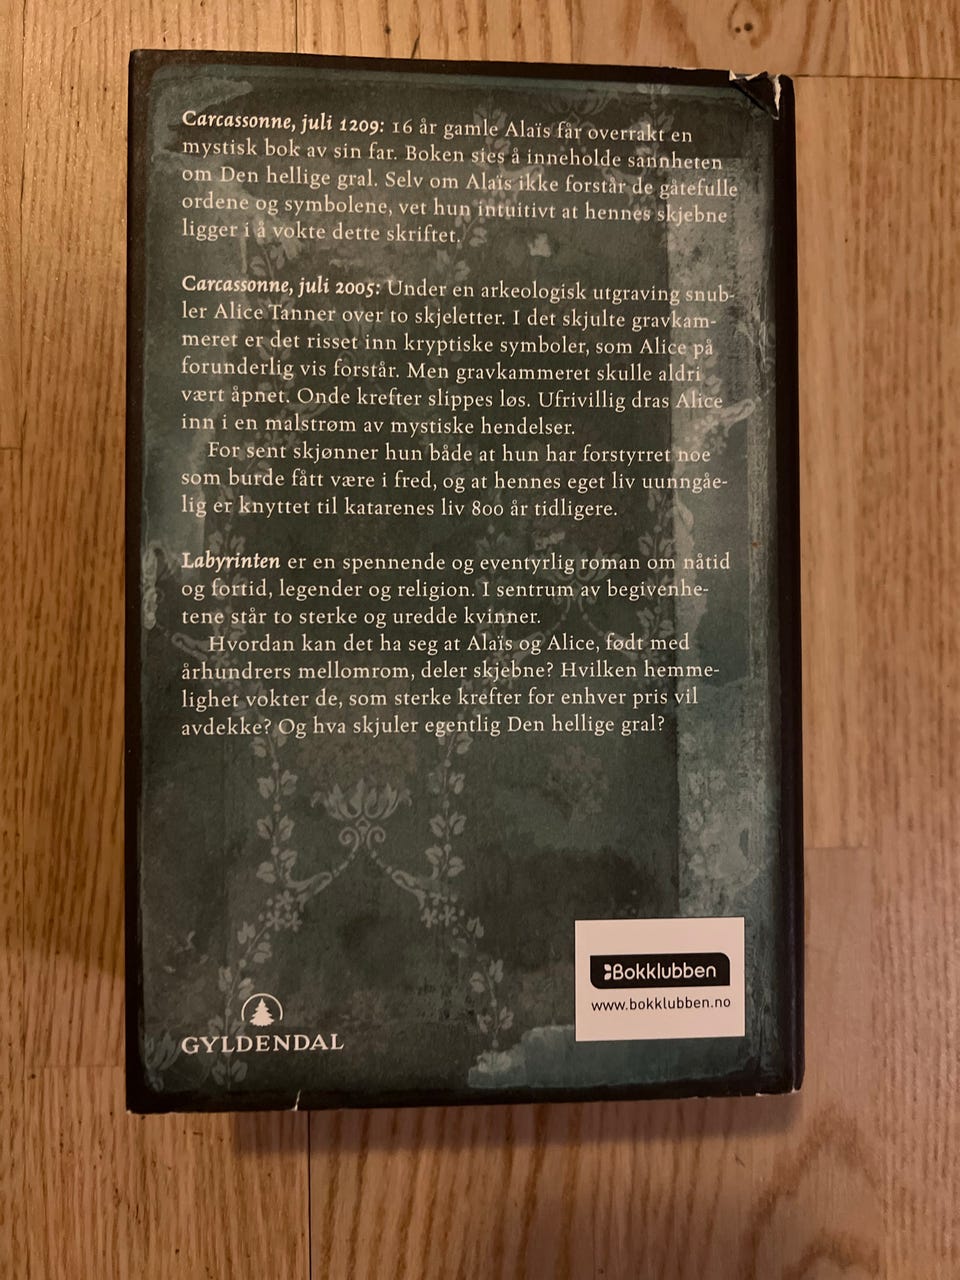 Carcassonne, juli 1209: 16 år gamle Alaïs får overrakt en
mystisk bok av sin far. Boken sies å inneholde sannheten
om Den hellige gral. Selv om Alaïs ikke forstår de gåtefulle
ordene og symbolene, vet hun intuitivt at hennes skjebne
ligger i å vokte dette skriftet.
Carcassonne, juli 2005: Under en arkeologisk utgraving snub-
ler Alice Tanner over to skjeletter. I det skjulte gravkam-
meret er det risset inn kryptiske symboler, som Alice på
forunderlig vis forstår. Men gravkammeret skulle aldri
vært åpnet. Onde krefter slippes løs. Ufrivillig dras Alice
inn i en malstrøm av mystiske hendelser.
For sent skjønner hun både at hun har forstyrret noe
som burde fått være i fred, og at hennes eget liv uunngåe-
lig er knyttet til katarenes liv 800 år tidligere.
Labyrinten er en spennende og eventyrlig roman om nåtid
og fortid, legender og religion. I sentrum av begivenhe-
tene står to sterke og uredde kvinner.
Hvordan kan det ha seg at Alaïs og Alice, født med
århundrers mellomrom, deler skjebne? Hvilken hemme-
lighet vokter de, som sterke krefter for enhver pris vil
avdekke? Og hva skjuler egentlig Den hellige gral?
Bokklubben
www.bokklubben.no
GYLDENDAL